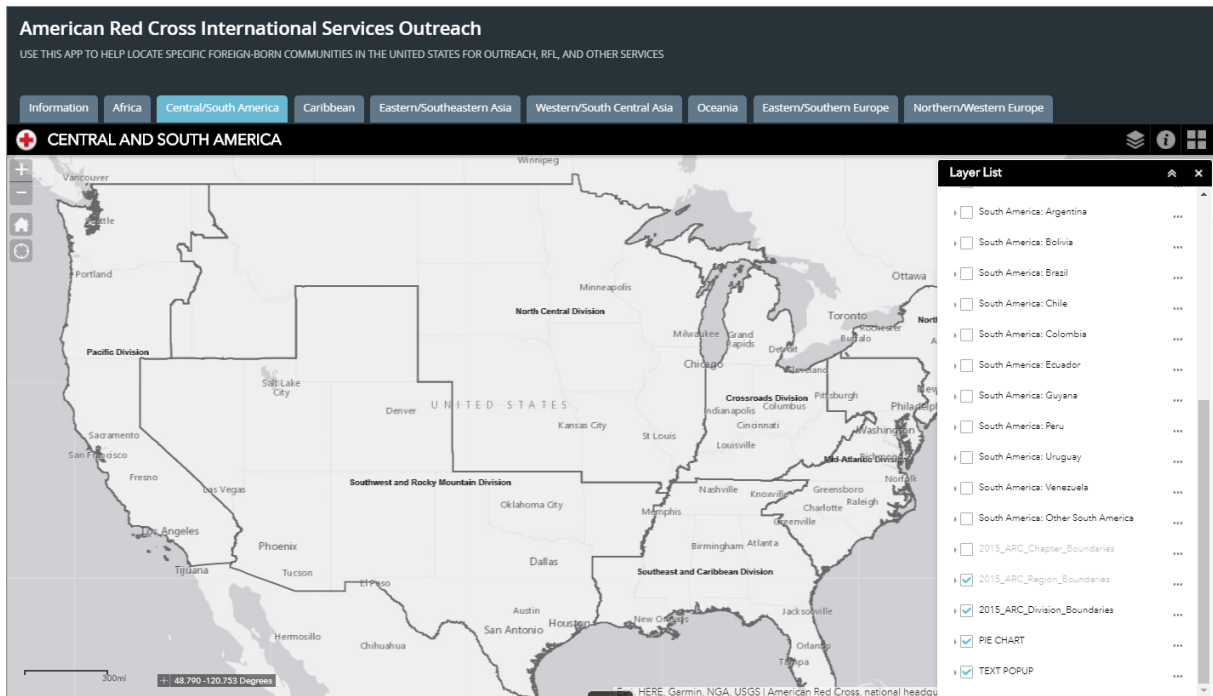 American Red Cross International Services Outreach
USE THIS APP TO HELP LOCATE SPECIFIC FOREIGN-BORN COMMUNITIES IN THE UNITED STATES FOR OUTREACH, RFL, AND OTHER SERVICES
Information
Africa
Central/South America
Caribbean
Eastern/Southeastern Asia
Western/South Central Asia
Oceania
Eastern/Southern Europe
Northern/Western Europe
CENTRAL AND SOUTH AMERICA
Layer List
South America: Argentina
South America: Bolivia
South America: Brazil
South America: Chile
South America: Colombia
South America: Ecuador
South America: Guyana
South America: Peru
South America: Uruguay
South America: Venezuela
South America: Other South America
2015_ARC_Chapter_Boundaries
2015_ARC_Region_Boundaries
2015_ARC_Division_Boundaries
PIE CHART
TEXT POPUP
Winnipeg
Vancouver
Seattle
Portland
Minneapolis
Ottawa
North Central Division
Toronto
Rochester
Buffalo
Milwaukee
Grand Rapids
Detroit
Pacific Division
Chicago
Cleveland
Salt Lake City
Crossroads Division
Pittsburgh
Denver
UNITED STATES
Indianapolis
Columbus
Philadelp
Kansas City
Cincinnati
Washington
Sacramento
St Louis
Louisville
San Francisco
Mid-Atlantic Division
Richmond
Fresno
Las Vegas
Southwest and Rocky Mountain Division
Nashville
Knoxville
Greensboro
Norfolk
Oklahoma City
Memphis
Charlotte
Raleigh
Greenville
Los Angeles
Phoenix
Birmingham
Atlanta
Tijuana
Tucson
Dallas
Southeast and Caribbean Division
El Paso
Austin
Houston
New Orleans
Jacksonville
San Antonio
Hermosillo
Chihuahua
Orlando
Tampa
300mi
48.790 -120.753 Degrees
Esri, HERE, Garmin, NGA, USGS | American Red Cross, national headqu